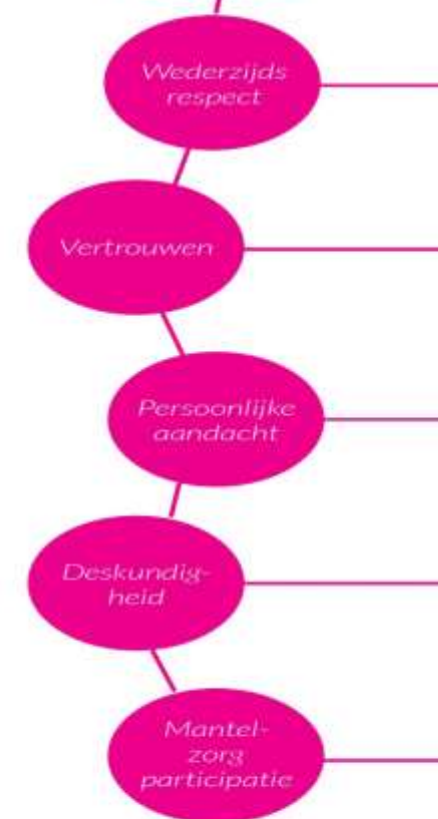 Wederzijds
respect
Vertrouwen
Persoonlijke
aandacht
Deskundig-
heid
Mantel-
zorg
participatie